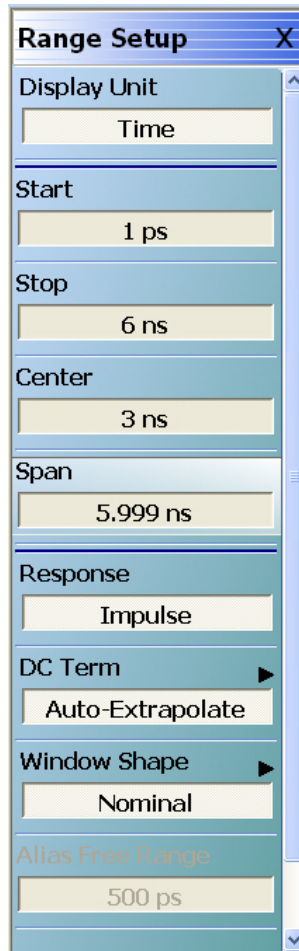 Range Setup X
Display Unit
Time
Start
1 ps
Stop
6 ns
Center
3 ns
Span
5.999 ns
Response
Impulse
DC Term
Auto-Extrapolate
Window Shape
Nominal
Alias Free Range
500 ps